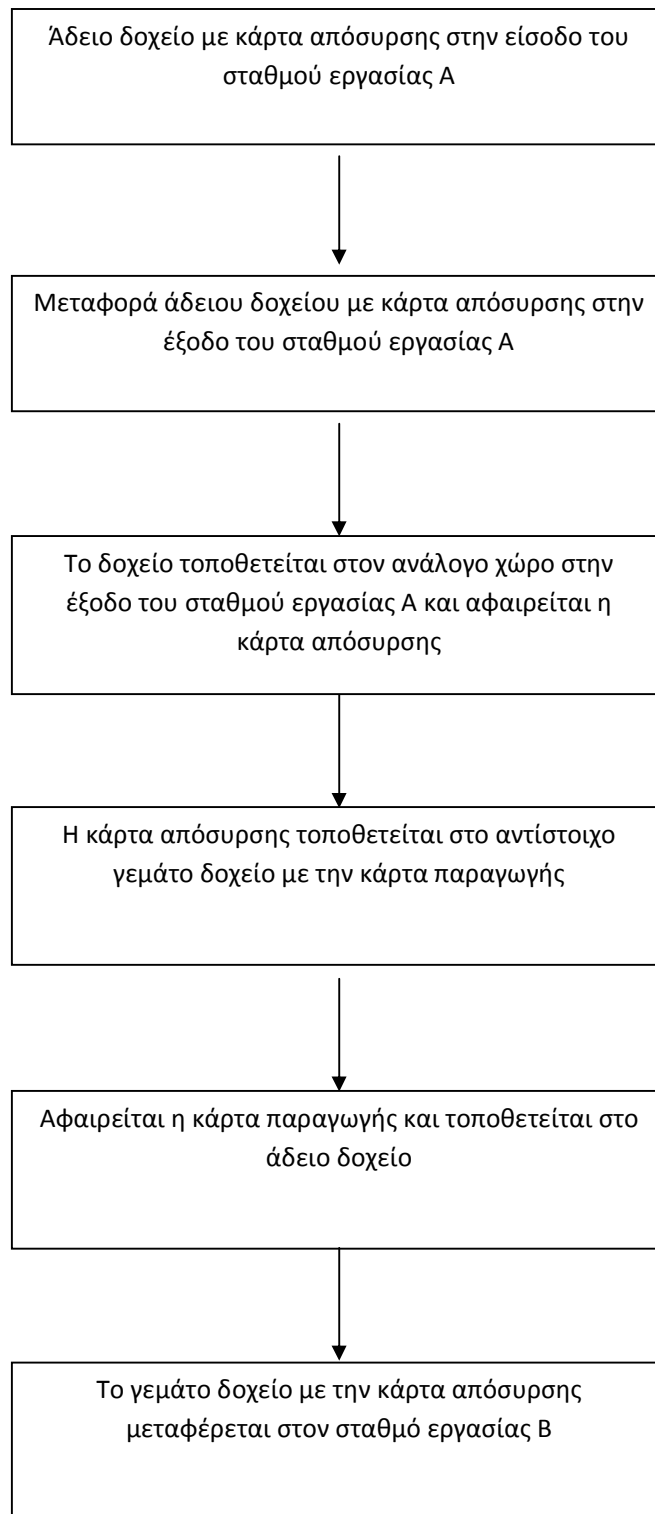 Άδειο δοχείο με κάρτα απόσυρσης στην είσοδο του
σταθμού εργασίας Α
Μεταφορά άδειου δοχείου με κάρτα απόσυρσης στην
έξοδο του σταθμού εργασίας Α
Το δοχείο τοποθετείται στον ανάλογο χώρο στην
έξοδο του σταθμού εργασίας Α και αφαιρείται η
κάρτα απόσυρσης
Η κάρτα απόσυρσης τοποθετείται στο αντίστοιχο
γεμάτο δοχείο με την κάρτα παραγωγής
Αφαιρείται η κάρτα παραγωγής και τοποθετείται στο
άδειο δοχείο
Το γεμάτο δοχείο με την κάρτα απόσυρσης
μεταφέρεται στον σταθμό εργασίας Β